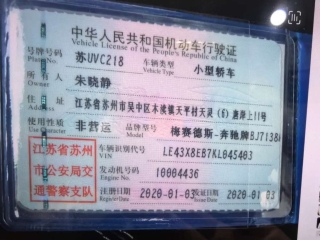 中华人民共和国机动车行驶证
Vehicle License of the People's Republic of China
号牌号码 苏UVC218 车辆类型 小型轿车
Plate No. Vehicle Type
所有人 朱晓静
Owner
住址 江苏省苏州市吴中区木渎镇天平村天灵(6)
Address
使用性质 非营运 品牌型号 梅赛德斯-奔驰牌BJ7138
Use Character Model
江苏省苏州
市公安局交
通警察支队
车辆识别代号 LE43X8EB7KL045403
VIN
发动机号码 10004436
Engine No.
注册日期 2020-01-03 发证日期 2020-01-03
Register Date Issue Date